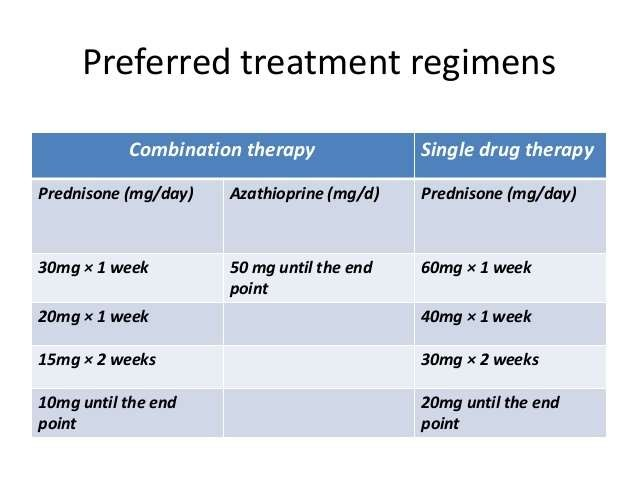 Preferred treatment regimens
Combination therapy Single drug therapy
Prednisone (mg/day) Azathioprine (mg/d) Prednisone (mg/day)
30mg × 1 week 50 mg until the end 60mg × 1 week
point
20mg × 1 week 40mg × 1 week
15mg × 2 weeks 30mg × 2 weeks
10mg until the end 20mg until the end
point point